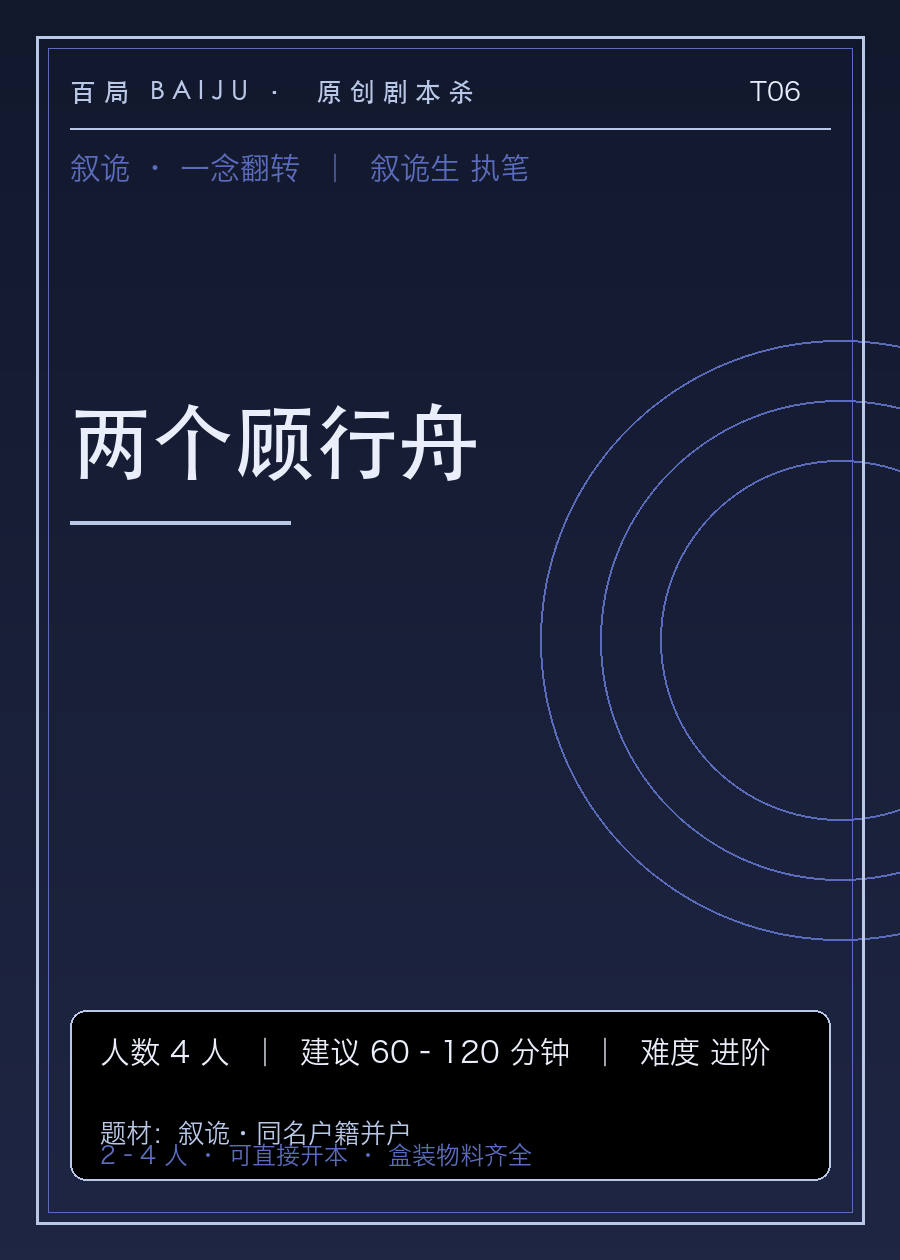 百局 BAIJU · 原创剧本杀 T06
叙诡 · 一念翻转 | 叙诡生 执笔
两个顾行舟
人数 4 人 | 建议 60 - 120 分钟 | 难度 进阶
题材: 叙诡 · 同名户籍并户
2 - 4 人 · 可直接开本 · 盒装物料齐全